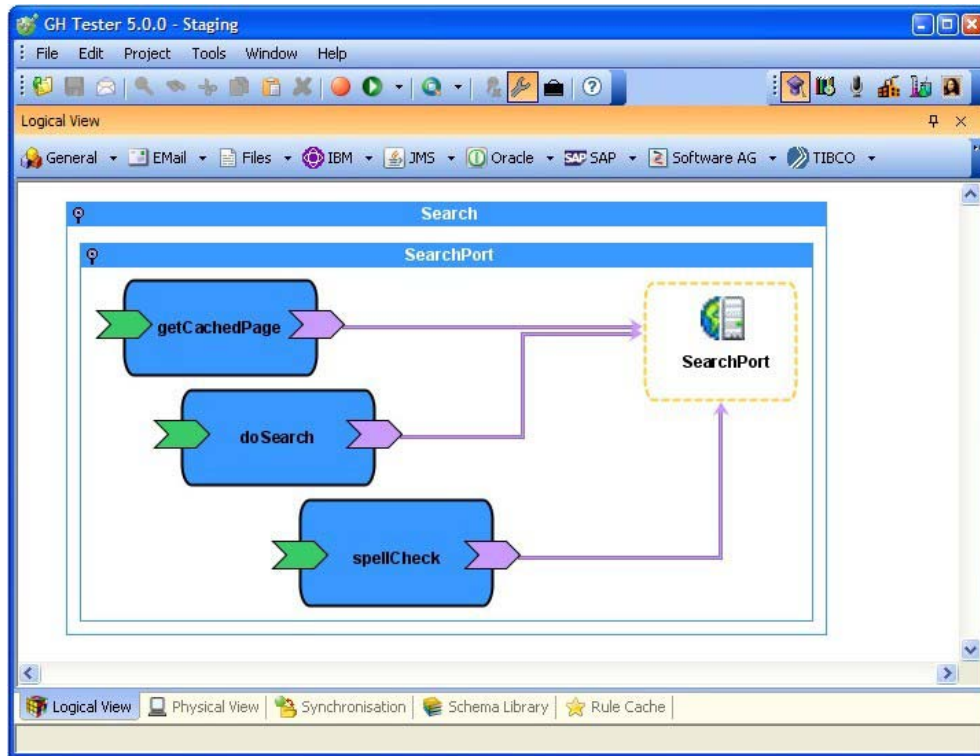 GH Tester 5.0.0 - Staging
File Edit Project Tools Window Help
Logical View
General EMail Files IBM JMS Oracle SAP SAP Software AG TIBCO
Search
SearchPort
getCachedPage
SearchPort
doSearch
spellCheck
Logical View Physical View Synchronisation Schema Library Rule Cache